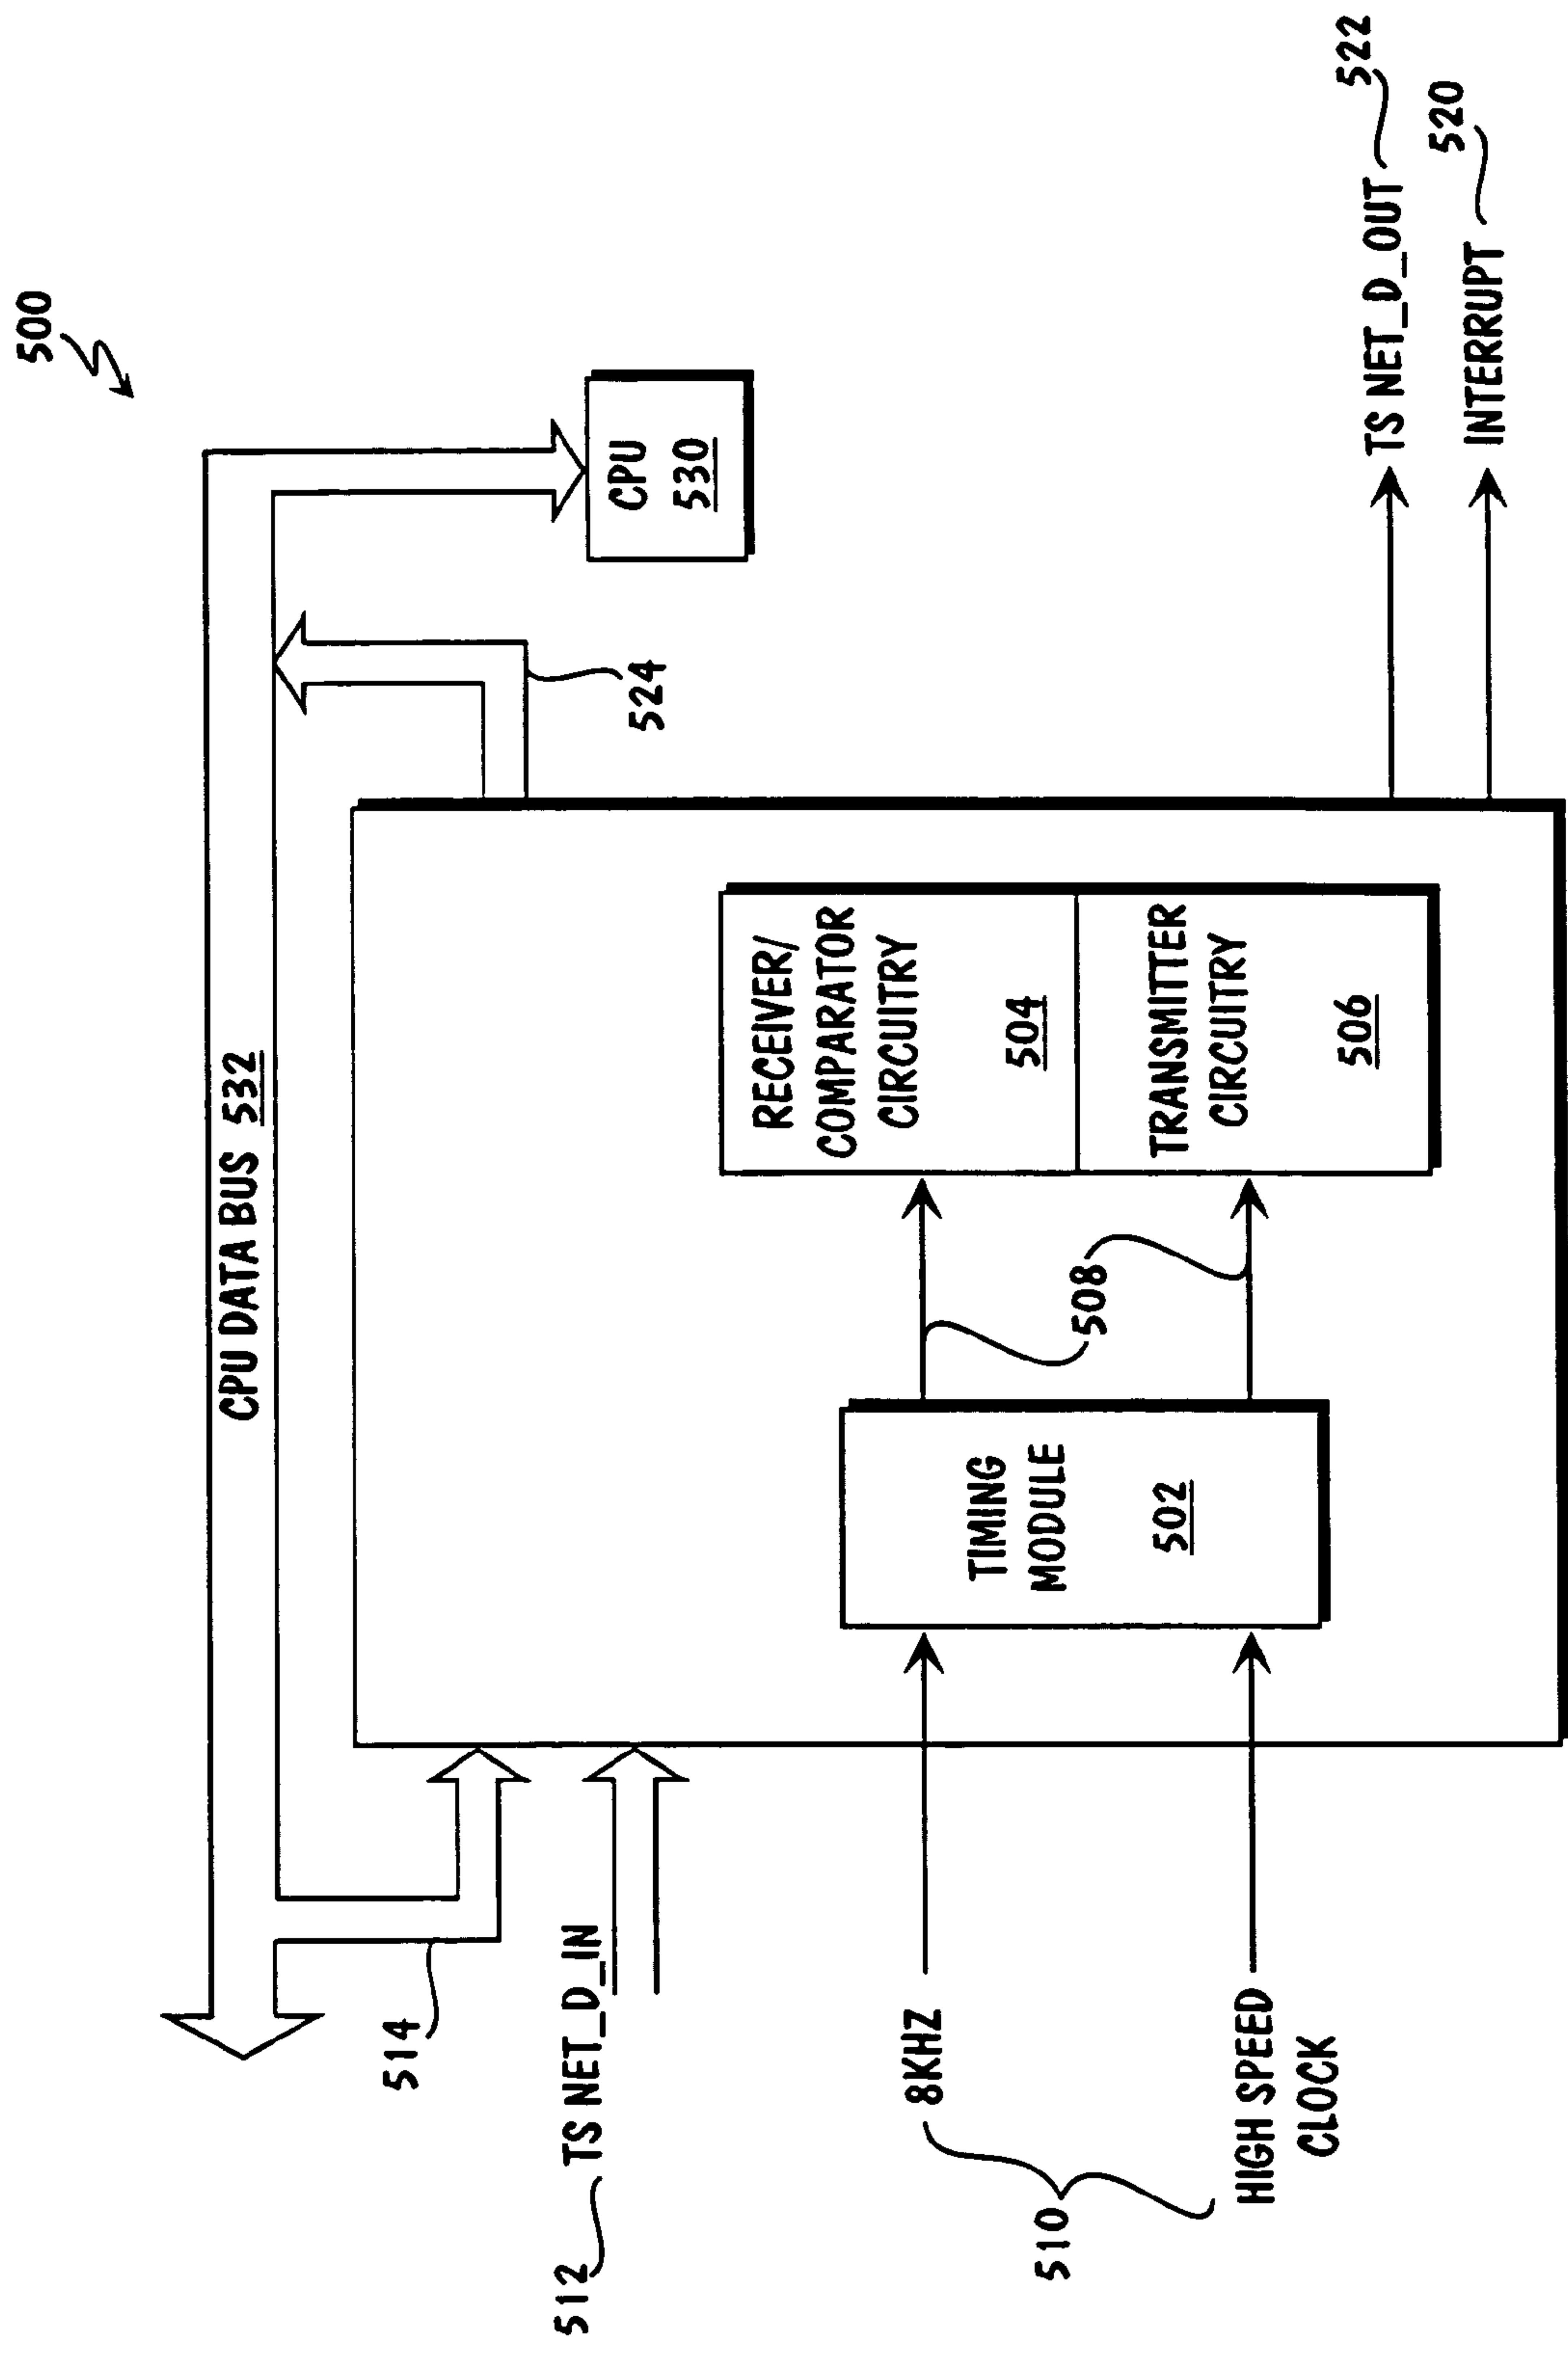 500
CPU DATA BUS 532
514
CPU
530
524
512
TS NET_D_IN
510
8KHZ
HIGH SPEED
CLOCK
TIMING
MODULE
502
508
RECEIVER/
COMPARATOR
CIRCUITRY
504
TRANSMITTER
CIRCUITRY
506
TS NET_D_OUT
522
INTERRUPT
520